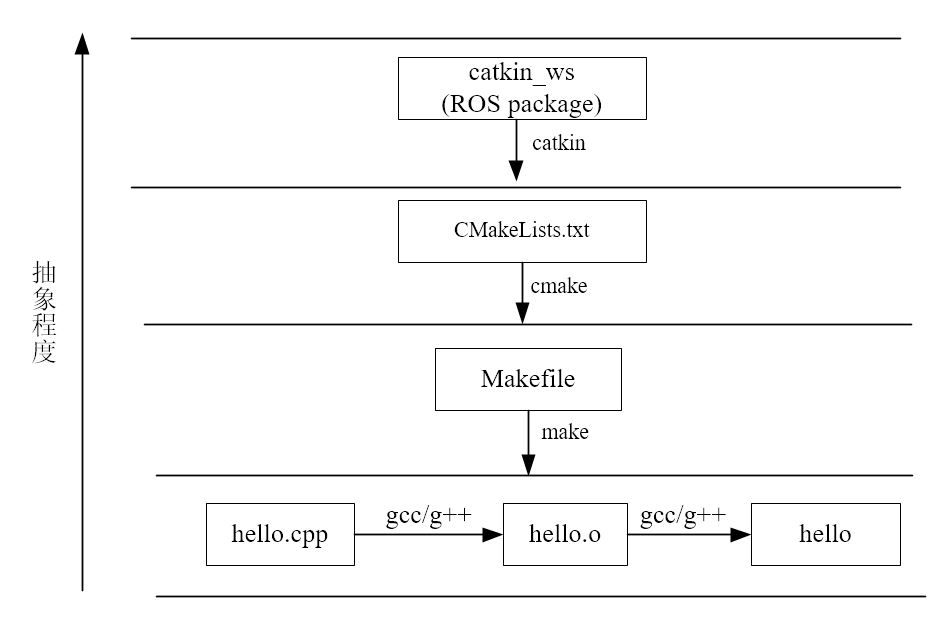 catkin_ws
(ROS package)
catkin
CMakeLists.txt
cmake
抽象程度
Makefile
make
hello.cpp
gcc/g++
hello.o
gcc/g++
hello